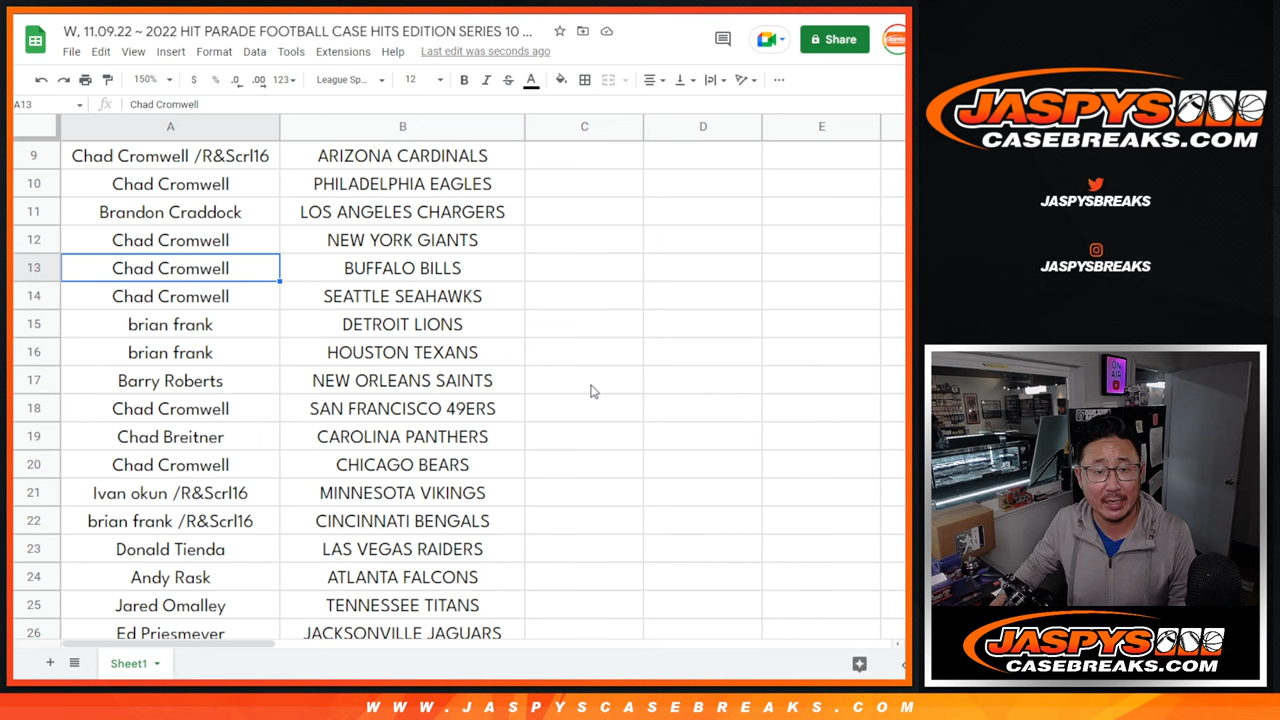 W, 11.09.22 ~ 2022 HIT PARADE FOOTBALL CASE HITS EDITION SERIES 10 ...
File Edit View Insert Format Data Tools Extensions Help Last edit was seconds ago
Share
150% $ % .0 .00 123 League Sp... 12 B I S A
A13 fx Chad Cromwell
A B C D E
9 Chad Cromwell /R&Scrl16 ARIZONA CARDINALS
10 Chad Cromwell PHILADELPHIA EAGLES
11 Brandon Craddock LOS ANGELES CHARGERS
12 Chad Cromwell NEW YORK GIANTS
13 Chad Cromwell BUFFALO BILLS
14 Chad Cromwell SEATTLE SEAHAWKS
15 brian frank DETROIT LIONS
16 brian frank HOUSTON TEXANS
17 Barry Roberts NEW ORLEANS SAINTS
18 Chad Cromwell SAN FRANCISCO 49ERS
19 Chad Breitner CAROLINA PANTHERS
20 Chad Cromwell CHICAGO BEARS
21 Ivan okun /R&Scrl16 MINNESOTA VIKINGS
22 brian frank /R&Scrl16 CINCINNATI BENGALS
23 Donald Tienda LAS VEGAS RAIDERS
24 Andy Rask ATLANTA FALCONS
25 Jared Omalley TENNESSEE TITANS
26 Ed Priesmeyer JACKSONVILLE JAGUARS
Sheet1
JASPYS
CASEBREAKS.COM
JASPYSBREAKS
JASPYSBREAKS
ON
AIR
JASPYS
CASEBREAKS.COM
WWW.JASPYSCASEBREAKS.COM